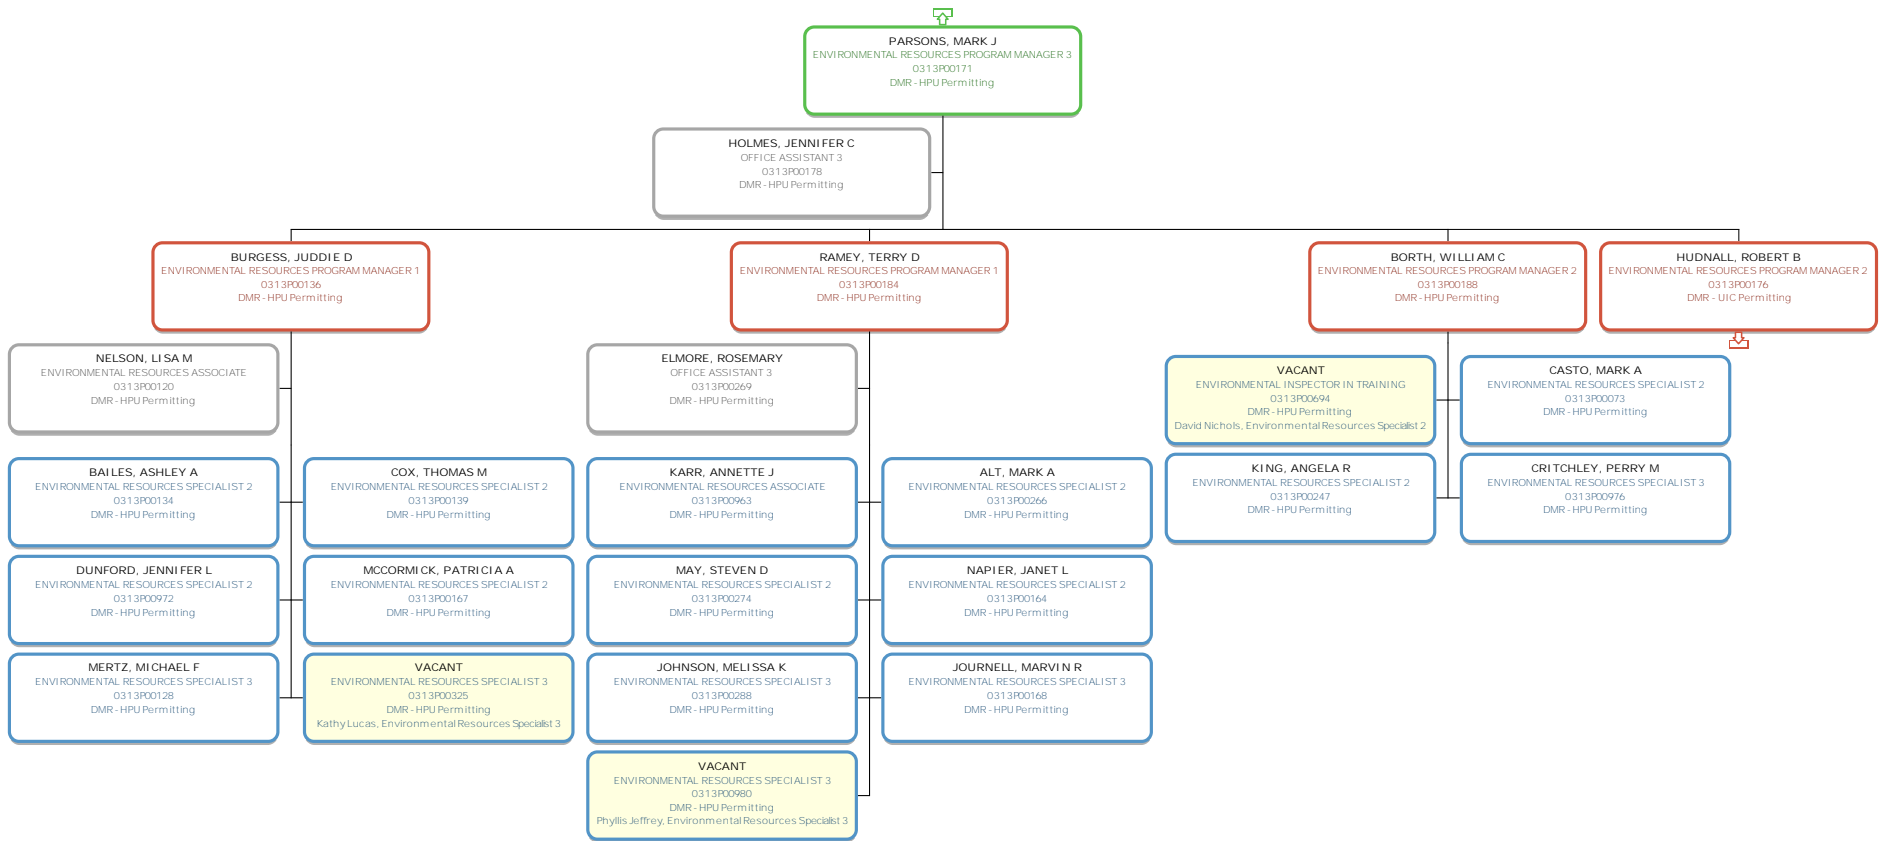 PARSONS, MARK J
ENVIRONMENTAL RESOURCES PROGRAM MANAGER 3
0313P00171
DMR - HPU Permitting
HOLMES, JENNIFER C
OFFICE ASSISTANT 3
0313P00178
DMR - HPU Permitting
BURGESS, JUDDIE D
ENVIRONMENTAL RESOURCES PROGRAM MANAGER 1
0313P00136
DMR - HPU Permitting
RAMEY, TERRY D
ENVIRONMENTAL RESOURCES PROGRAM MANAGER 1
0313P00184
DMR - HPU Permitting
BORTH, WILLIAM C
ENVIRONMENTAL RESOURCES PROGRAM MANAGER 2
0313P00188
DMR - HPU Permitting
HUDNALL, ROBERT B
ENVIRONMENTAL RESOURCES PROGRAM MANAGER 2
0313P00176
DMR - UIC Permitting
NELSON, LISA M
ENVIRONMENTAL RESOURCES ASSOCIATE
0313P00120
DMR - HPU Permitting
ELMORE, ROSEMARY
OFFICE ASSISTANT 3
0313P00269
DMR - HPU Permitting
VACANT
ENVIRONMENTAL INSPECTOR IN TRAINING
0313P00694
DMR - HPU Permitting
David Nichols, Environmental Resources Specialist 2
CASTO, MARK A
ENVIRONMENTAL RESOURCES SPECIALIST 2
0313P00073
DMR - HPU Permitting
BAILES, ASHLEY A
ENVIRONMENTAL RESOURCES SPECIALIST 2
0313P00134
DMR - HPU Permitting
COX, THOMAS M
ENVIRONMENTAL RESOURCES SPECIALIST 2
0313P00139
DMR - HPU Permitting
KARR, ANNETTE J
ENVIRONMENTAL RESOURCES ASSOCIATE
0313P00963
DMR - HPU Permitting
ALT, MARK A
ENVIRONMENTAL RESOURCES SPECIALIST 2
0313P00266
DMR - HPU Permitting
KING, ANGELA R
ENVIRONMENTAL RESOURCES SPECIALIST 2
0313P00247
DMR - HPU Permitting
CRITCHLEY, PERRY M
ENVIRONMENTAL RESOURCES SPECIALIST 3
0313P00976
DMR - HPU Permitting
DUNFORD, JENNIFER L
ENVIRONMENTAL RESOURCES SPECIALIST 2
0313P00972
DMR - HPU Permitting
MCCORMICK, PATRICIA A
ENVIRONMENTAL RESOURCES SPECIALIST 2
0313P00167
DMR - HPU Permitting
MAY, STEVEN D
ENVIRONMENTAL RESOURCES SPECIALIST 2
0313P00274
DMR - HPU Permitting
NAPIER, JANET L
ENVIRONMENTAL RESOURCES SPECIALIST 2
0313P00164
DMR - HPU Permitting
MERTZ, MICHAEL F
ENVIRONMENTAL RESOURCES SPECIALIST 3
0313P00128
DMR - HPU Permitting
VACANT
ENVIRONMENTAL RESOURCES SPECIALIST 3
0313P00325
DMR - HPU Permitting
Kathy Lucas, Environmental Resources Specialist 3
JOHNSON, MELISSA K
ENVIRONMENTAL RESOURCES SPECIALIST 3
0313P00288
DMR - HPU Permitting
JOURNELL, MARVIN R
ENVIRONMENTAL RESOURCES SPECIALIST 3
0313P00168
DMR - HPU Permitting
VACANT
ENVIRONMENTAL RESOURCES SPECIALIST 3
0313P00980
DMR - HPU Permitting
Phyllis Jeffrey, Environmental Resources Specialist 3